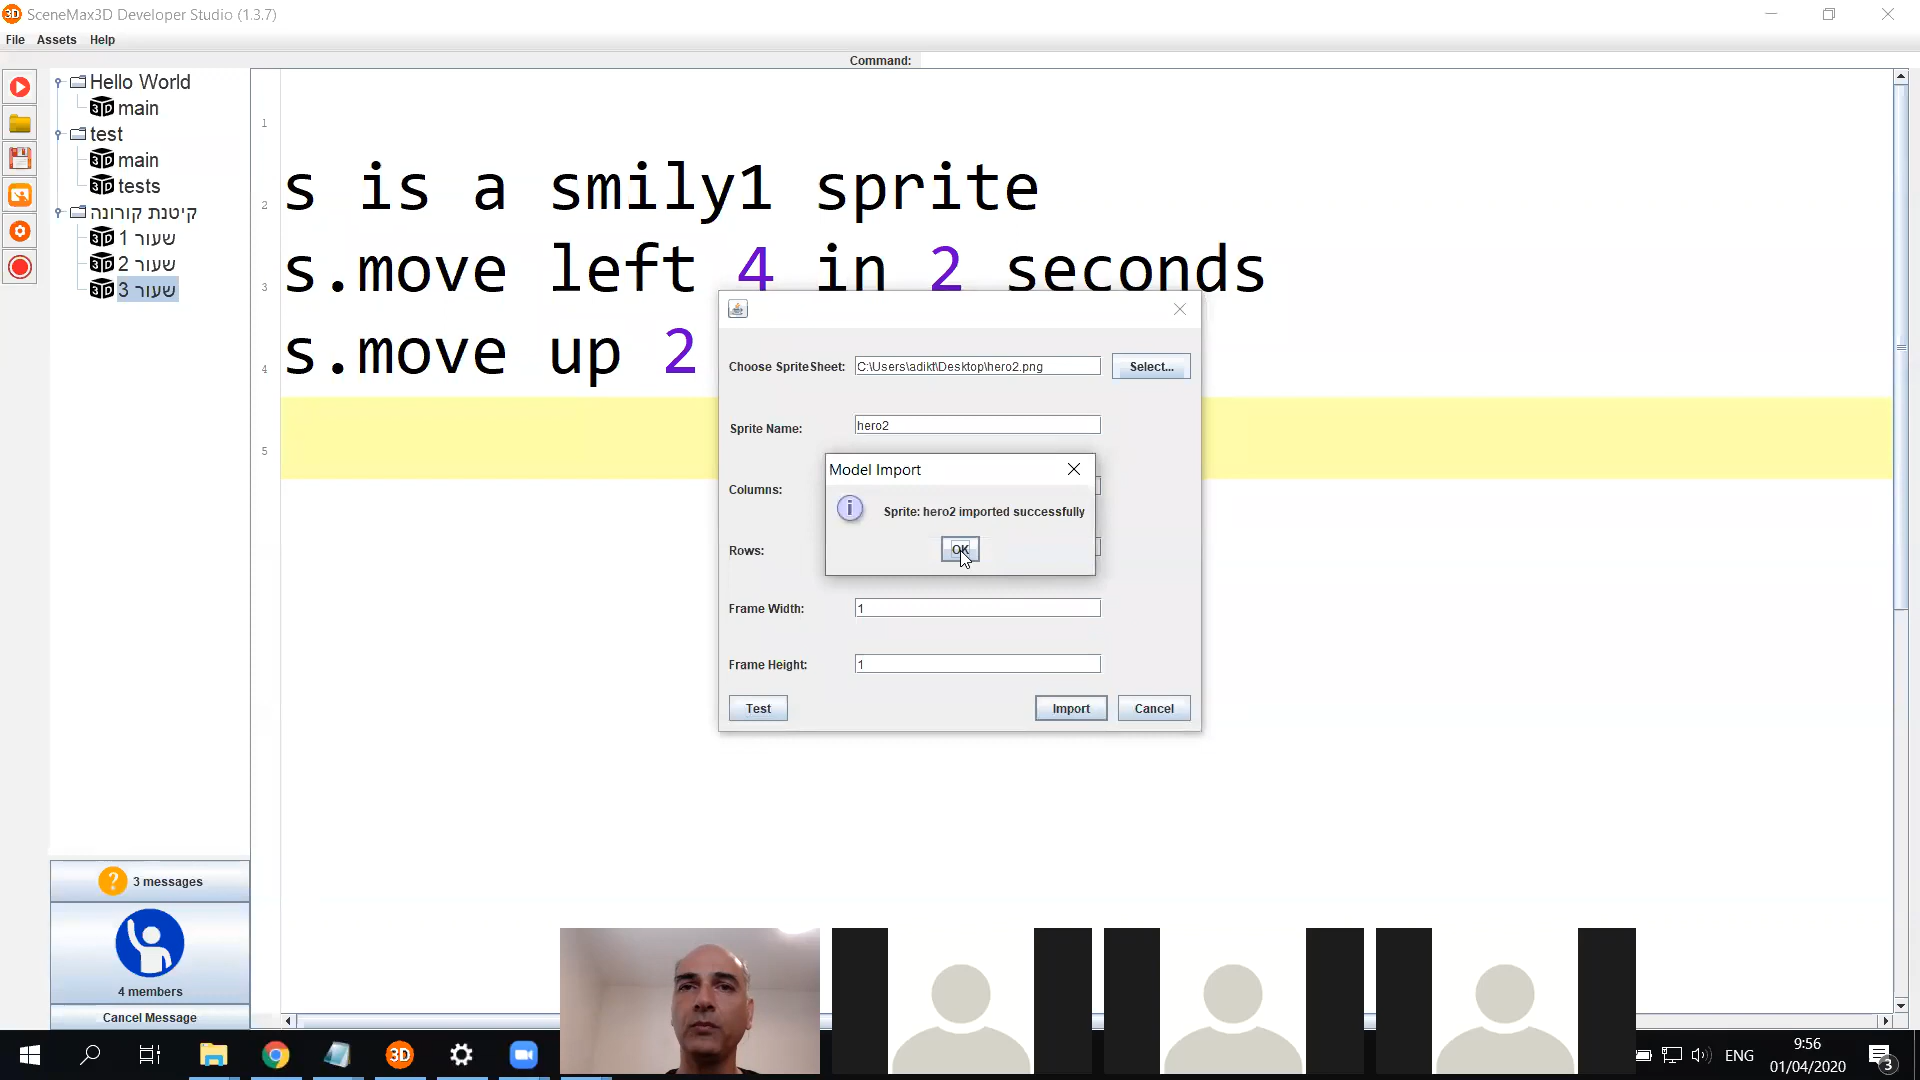 SceneMax3D Developer Studio (1.3.7)
File Assets Help
Command:
Hello World
main
test
main
tests
קיטנת קורונה
שעור 1
שעור 2
שעור 3
1
2
3
4
5
s is a smily1 sprite
s.move left 4 in 2 seconds
s.move up 2
Choose SpriteSheet: C:\Users\adikt\Desktop\hero2.png Select...
Sprite Name: hero2
Columns:
Rows:
Frame Width: 1
Frame Height: 1
Test Import Cancel
Model Import
Sprite: hero2 imported successfully
OK
3 messages
4 members
Cancel Message
ENG
9:56
01/04/2020
3